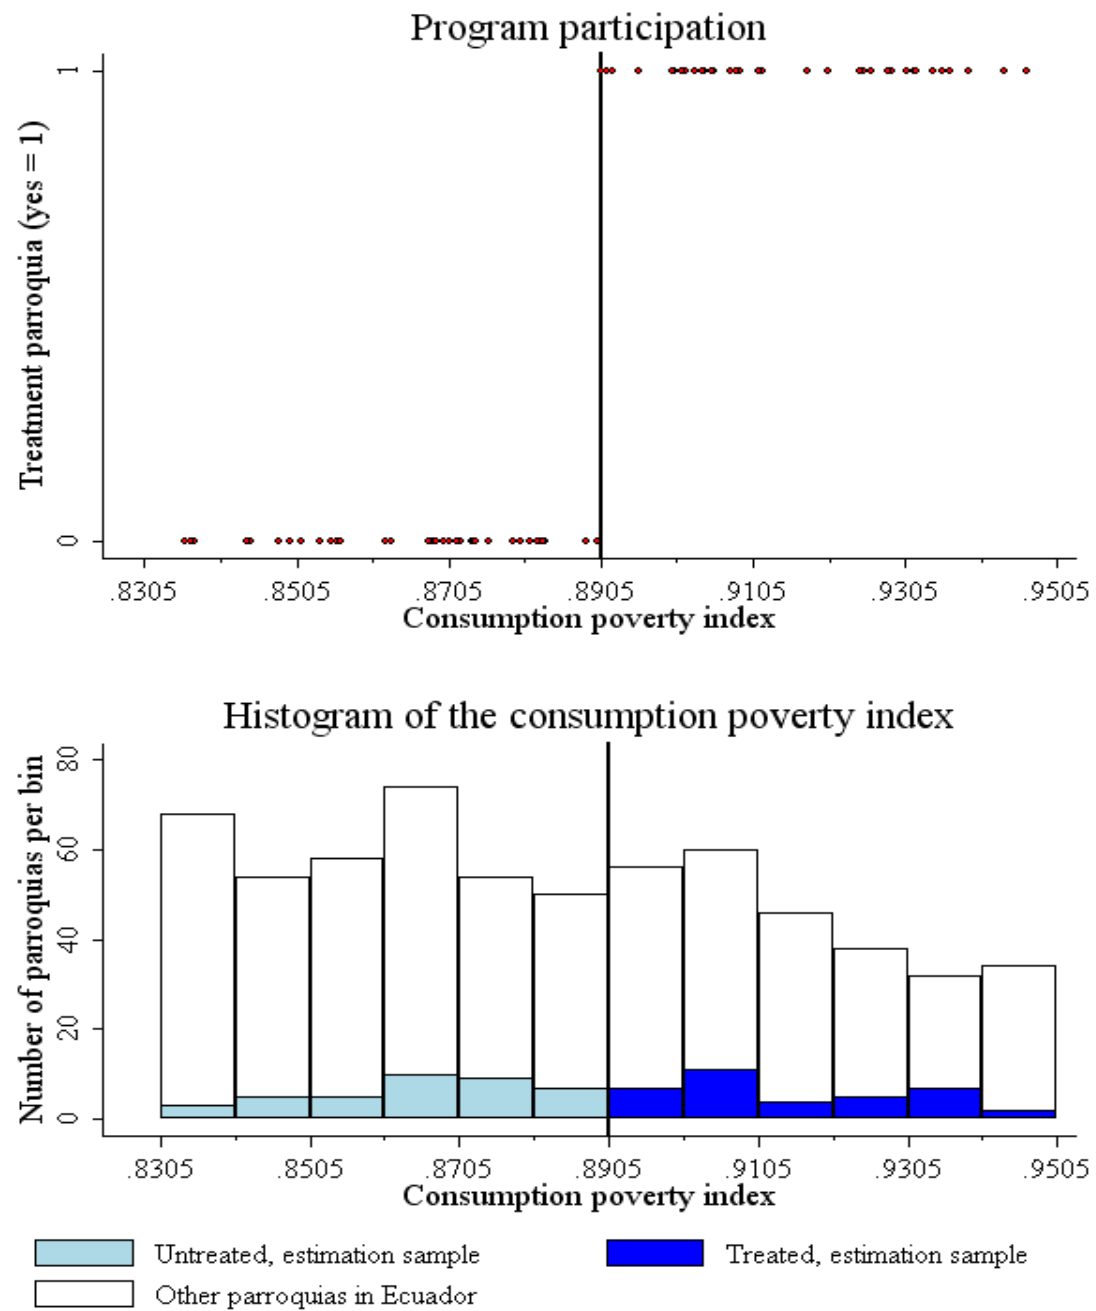 Program participation
Treatment parroquia (yes = 1)
1
0
.8305 .8505 .8705 .8905 .9105 .9305 .9505
Consumption poverty index
Histogram of the consumption poverty index
Number of parroquias per bin
80
60
40
20
0
.8305 .8505 .8705 .8905 .9105 .9305 .9505
Consumption poverty index
Untreated, estimation sample
Treated, estimation sample
Other parroquias in Ecuador